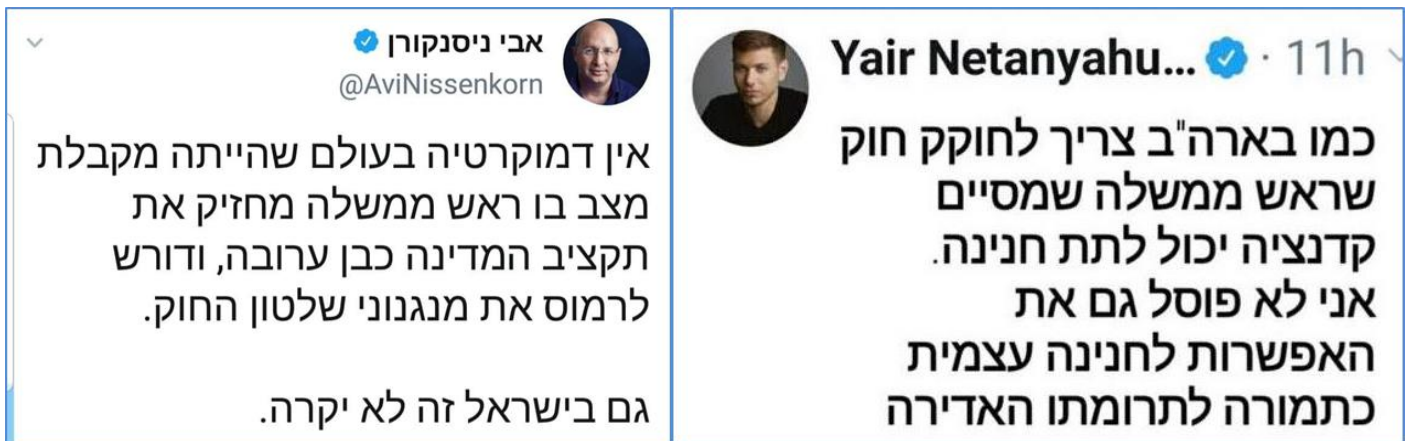 אבי ניסנקורן
@AviNissenkorn
אין דמוקרטיה בעולם שהייתה מקבלת
מצב בו ראש ממשלה מחזיק את
תקציב המדינה כבן ערובה, ודורש
לרמוס את מנגנוני שלטון החוק.
גם בישראל זה לא יקרה.
Yair Netanyahu... · 11h
כמו בארה"ב צריך לחוקק חוק
שראש ממשלה שמסיים
קדנציה יכול לתת חנינה.
אני לא פוסל גם את
האפשרות לחנינה עצמית
כתמורה לתרומתו האדירה